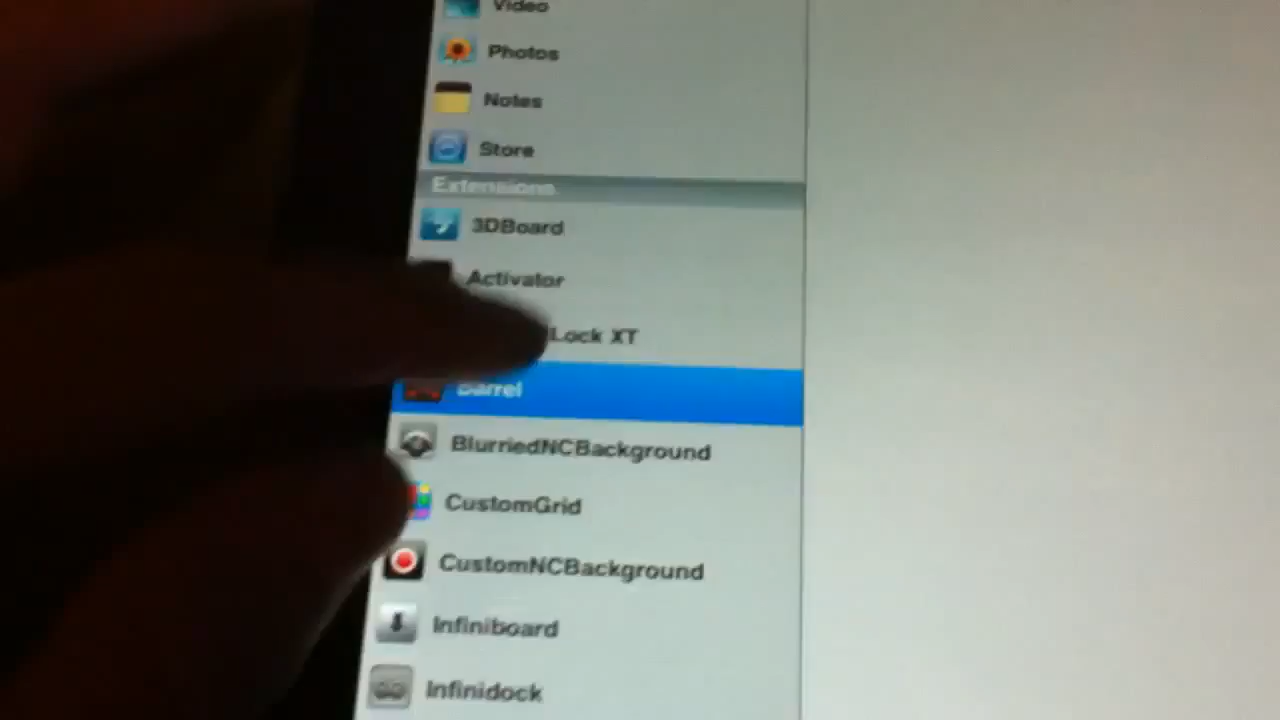 Video
Photos
Notes
Store
Extensions
3DBoard
Activator
Lock XT
Barrel
BlurriedNCBackground
CustomGrid
CustomNCBackground
Infiniboard
Infinidock